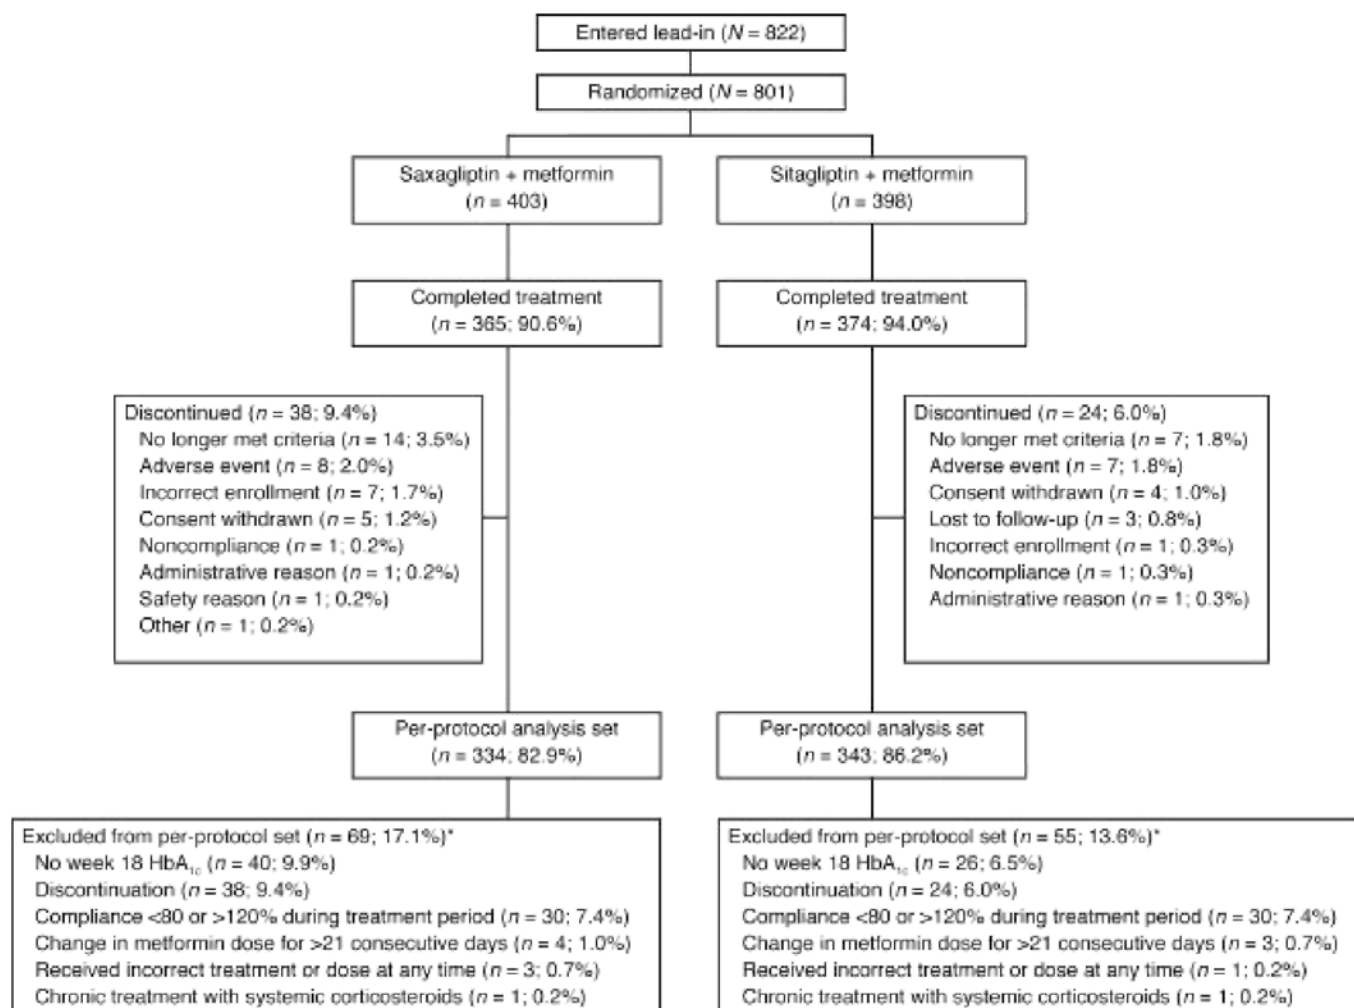 Entered lead-in (N = 822)
Randomized (N = 801)
Saxagliptin + metformin
(n = 403)
Sitagliptin + metformin
(n = 398)
Completed treatment
(n = 365; 90.6%)
Completed treatment
(n = 374; 94.0%)
Discontinued (n = 38; 9.4%)
No longer met criteria (n = 14; 3.5%)
Adverse event (n = 8; 2.0%)
Incorrect enrollment (n = 7; 1.7%)
Consent withdrawn (n = 5; 1.2%)
Noncompliance (n = 1; 0.2%)
Administrative reason (n = 1; 0.2%)
Safety reason (n = 1; 0.2%)
Other (n = 1; 0.2%)
Discontinued (n = 24; 6.0%)
No longer met criteria (n = 7; 1.8%)
Adverse event (n = 7; 1.8%)
Consent withdrawn (n = 4; 1.0%)
Lost to follow-up (n = 3; 0.8%)
Incorrect enrollment (n = 1; 0.3%)
Noncompliance (n = 1; 0.3%)
Administrative reason (n = 1; 0.3%)
Per-protocol analysis set
(n = 334; 82.9%)
Per-protocol analysis set
(n = 343; 86.2%)
Excluded from per-protocol set (n = 69; 17.1%)*
No week 18 HbA1c (n = 40; 9.9%)
Discontinuation (n = 38; 9.4%)
Compliance <80 or >120% during treatment period (n = 30; 7.4%)
Change in metformin dose for >21 consecutive days (n = 4; 1.0%)
Received incorrect treatment or dose at any time (n = 3; 0.7%)
Chronic treatment with systemic corticosteroids (n = 1; 0.2%)
Excluded from per-protocol set (n = 55; 13.6%)*
No week 18 HbA1c (n = 26; 6.5%)
Discontinuation (n = 24; 6.0%)
Compliance <80 or >120% during treatment period (n = 30; 7.4%)
Change in metformin dose for >21 consecutive days (n = 3; 0.7%)
Received incorrect treatment or dose at any time (n = 1; 0.2%)
Chronic treatment with systemic corticosteroids (n = 1; 0.2%)